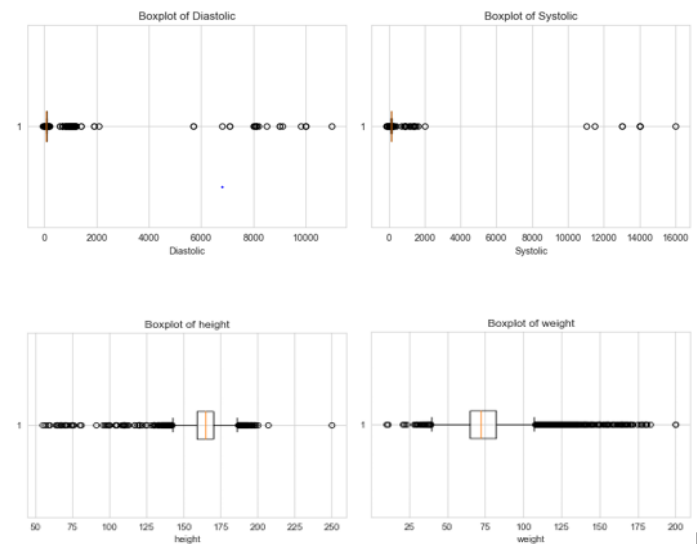 Boxplot of Diastolic
1
0 2000 4000 6000 8000 10000
Diastolic
Boxplot of Systolic
1
0 2000 4000 6000 8000 10000 12000 14000 16000
Systolic
Boxplot of height
1
50 75 100 125 150 175 200 225 250
height
Boxplot of weight
1
25 50 75 100 125 150 175 200
weight